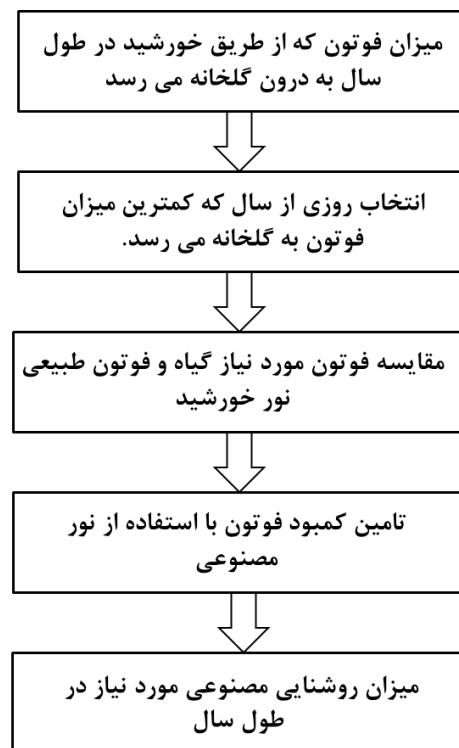 میزان فوتون که از طریق خورشید در طول
سال به درون گلخانه می رسد
انتخاب روزی از سال که کمترین میزان
فوتون به گلخانه می رسد.
مقایسه فوتون مورد نیاز گیاه و فوتون طبیعی
نور خورشید
تامین کمبود فوتون با استفاده از نور
مصنوعی
میزان روشنایی مصنوعی مورد نیاز در
طول سال